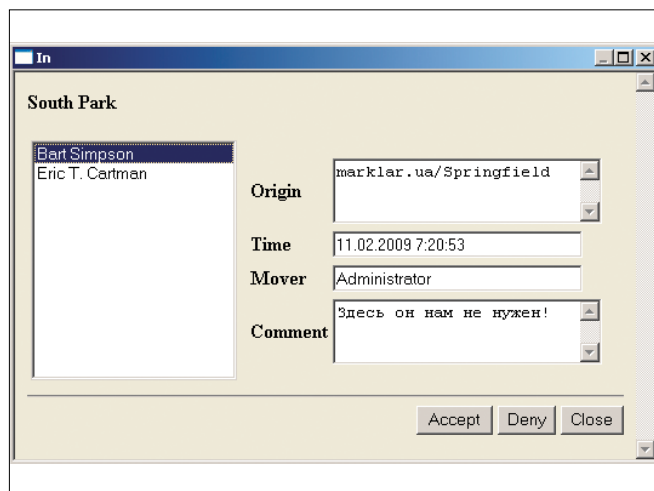 In
South Park
Bart Simpson
Eric T. Cartman
Origin
marklar.ua/Springfield
Time
11.02.2009 7:20:53
Mover
Administrator
Comment
Здесь он нам не нужен!
Accept
Deny
Close